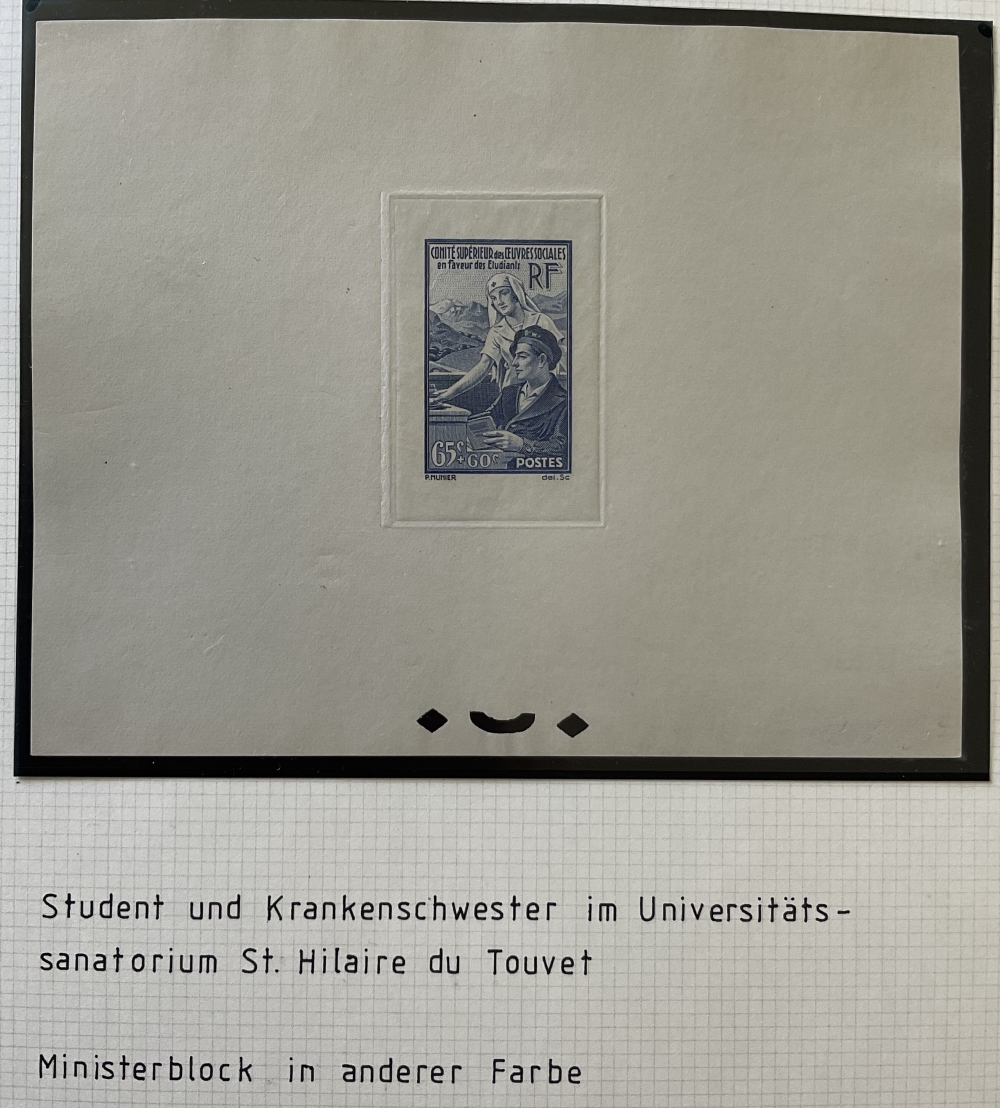 COMITÉ SUPÉRIEUR des ŒUVRES SOCIALES
en faveur des Etudiants
RF
65c+60c POSTES
P.MUNIER del.Sc
Student und Krankenschwester im Universitäts-
sanatorium St. Hilaire du Touvet
Ministerblock in anderer Farbe